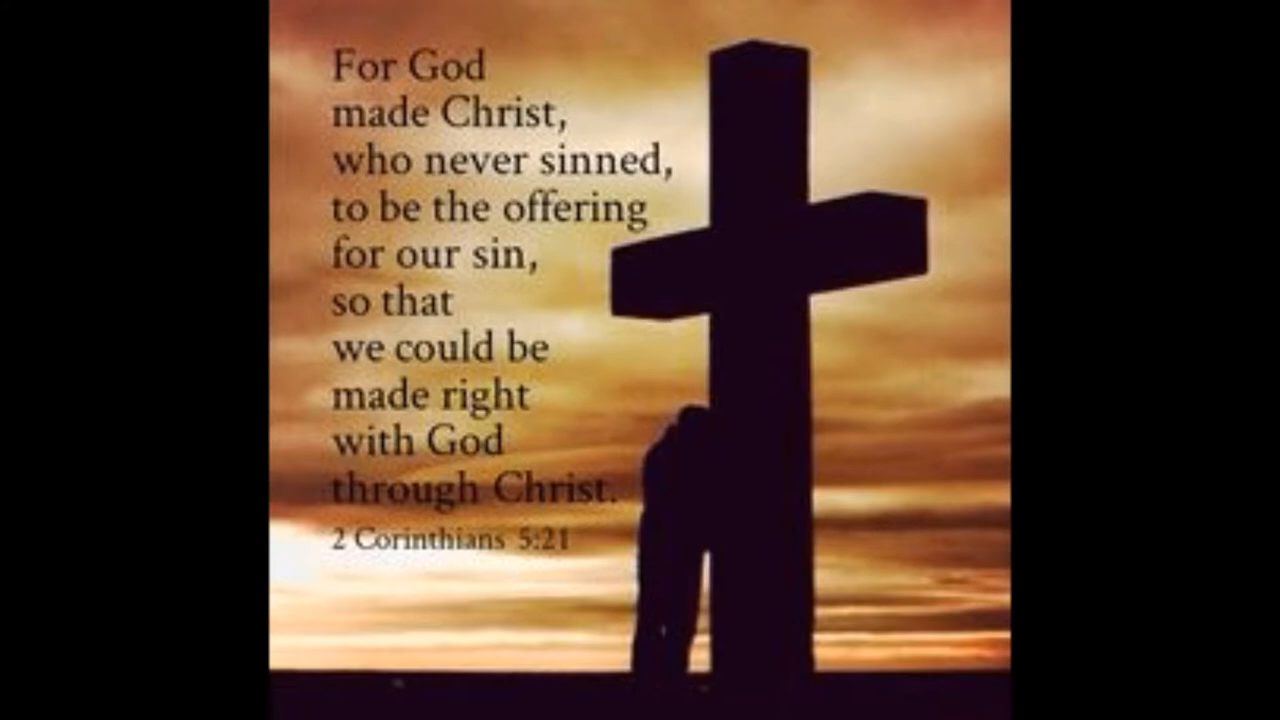 For God
made Christ,
who never sinned,
to be the offering
for our sin,
so that
we could be
made right
with God
through Christ.
2 Corinthians 5:21